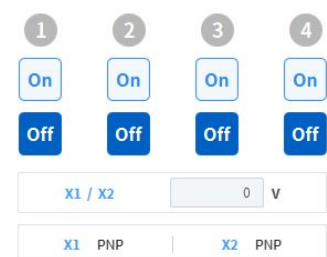 1 2 3 4
On On On On
Off Off Off Off
X1 / X2 0 V
X1 PNP X2 PNP